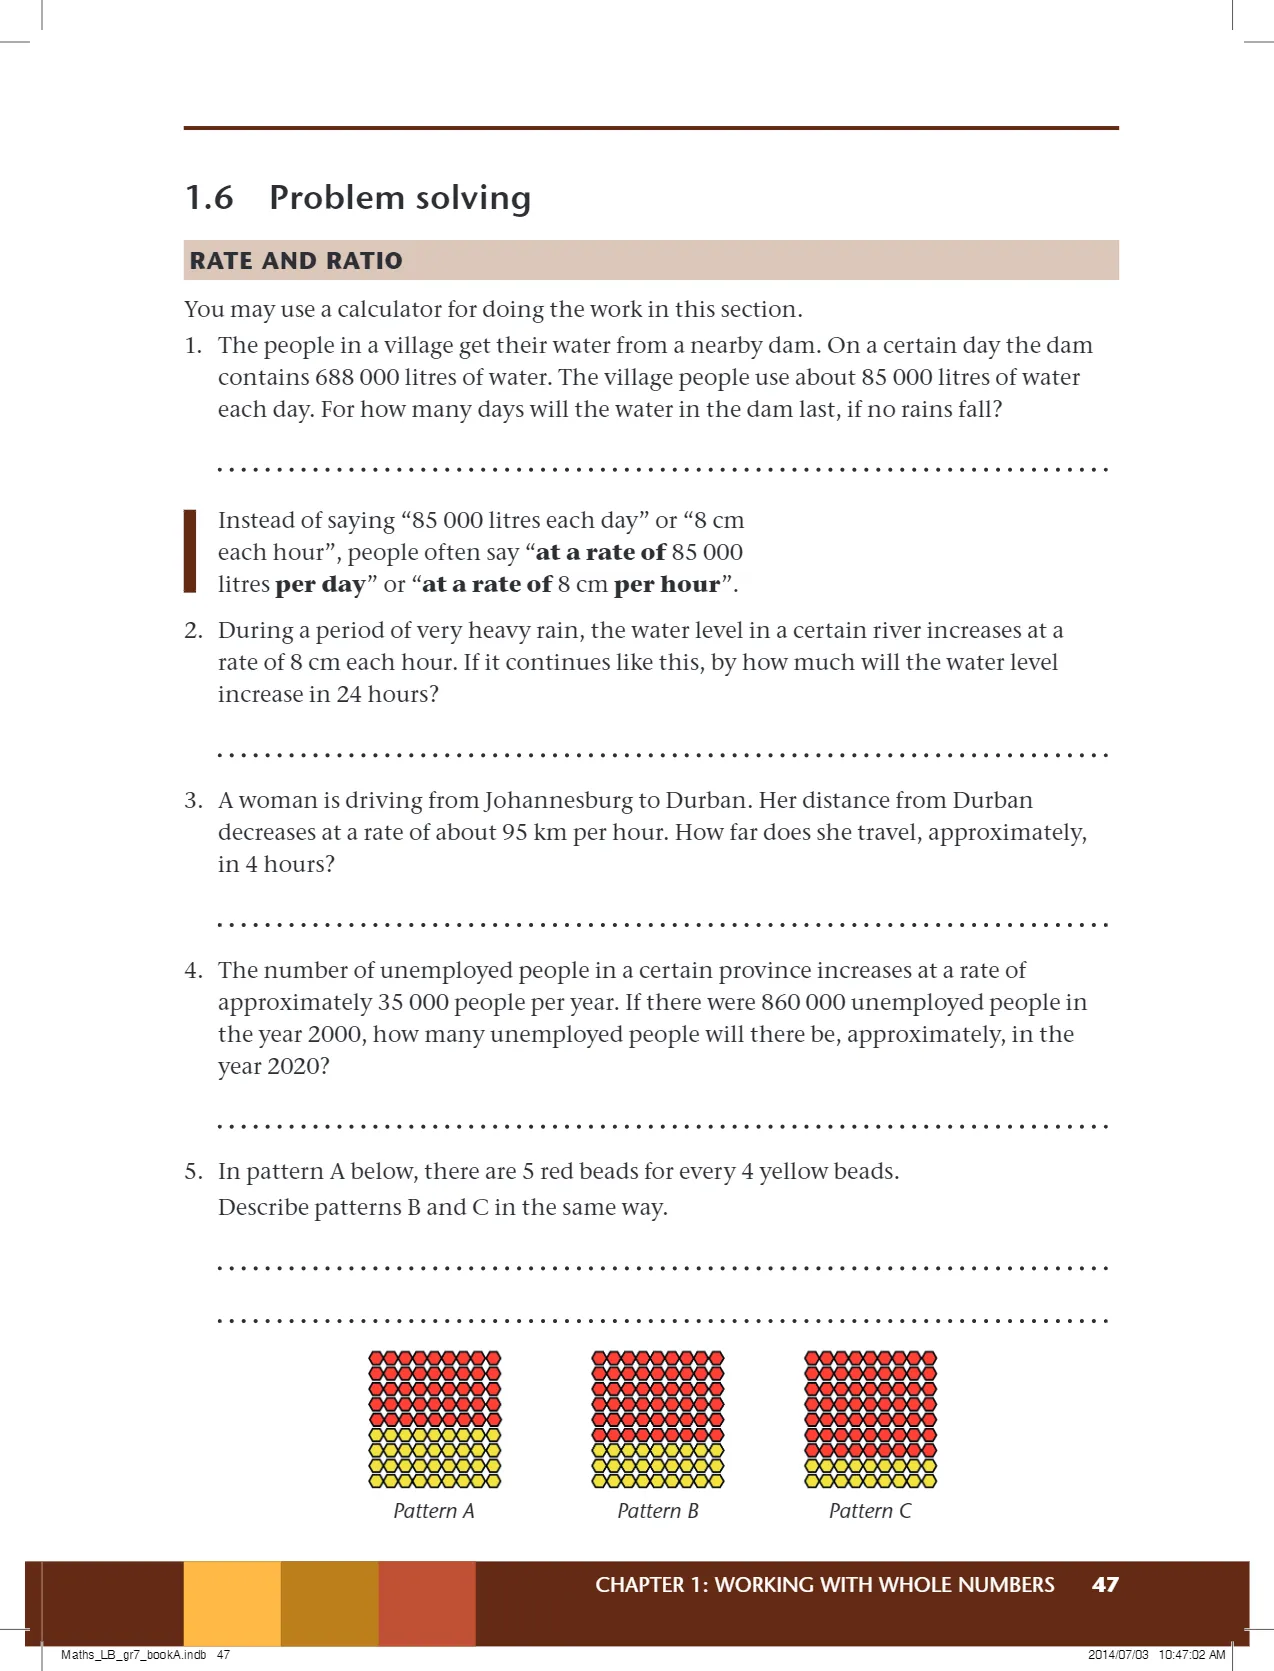 1.6 Problem solving
RATE AND RATIO
You may use a calculator for doing the work in this section.
1. The people in a village get their water from a nearby dam. On a certain day the dam
contains 688 000 litres of water. The village people use about 85 000 litres of water
each day. For how many days will the water in the dam last, if no rains fall?
Instead of saying “85 000 litres each day” or “8 cm
each hour”, people often say “at a rate of 85 000
litres per day” or “at a rate of 8 cm per hour”.
2. During a period of very heavy rain, the water level in a certain river increases at a
rate of 8 cm each hour. If it continues like this, by how much will the water level
increase in 24 hours?
3. A woman is driving from Johannesburg to Durban. Her distance from Durban
decreases at a rate of about 95 km per hour. How far does she travel, approximately,
in 4 hours?
4. The number of unemployed people in a certain province increases at a rate of
approximately 35 000 people per year. If there were 860 000 unemployed people in
the year 2000, how many unemployed people will there be, approximately, in the
year 2020?
5. In pattern A below, there are 5 red beads for every 4 yellow beads.
Describe patterns B and C in the same way.
Pattern A Pattern B Pattern C
CHAPTER 1: WORKING WITH WHOLE NUMBERS 47
Maths_LB_gr7_bookA.indb 47 2014/07/03 10:47:02 AM